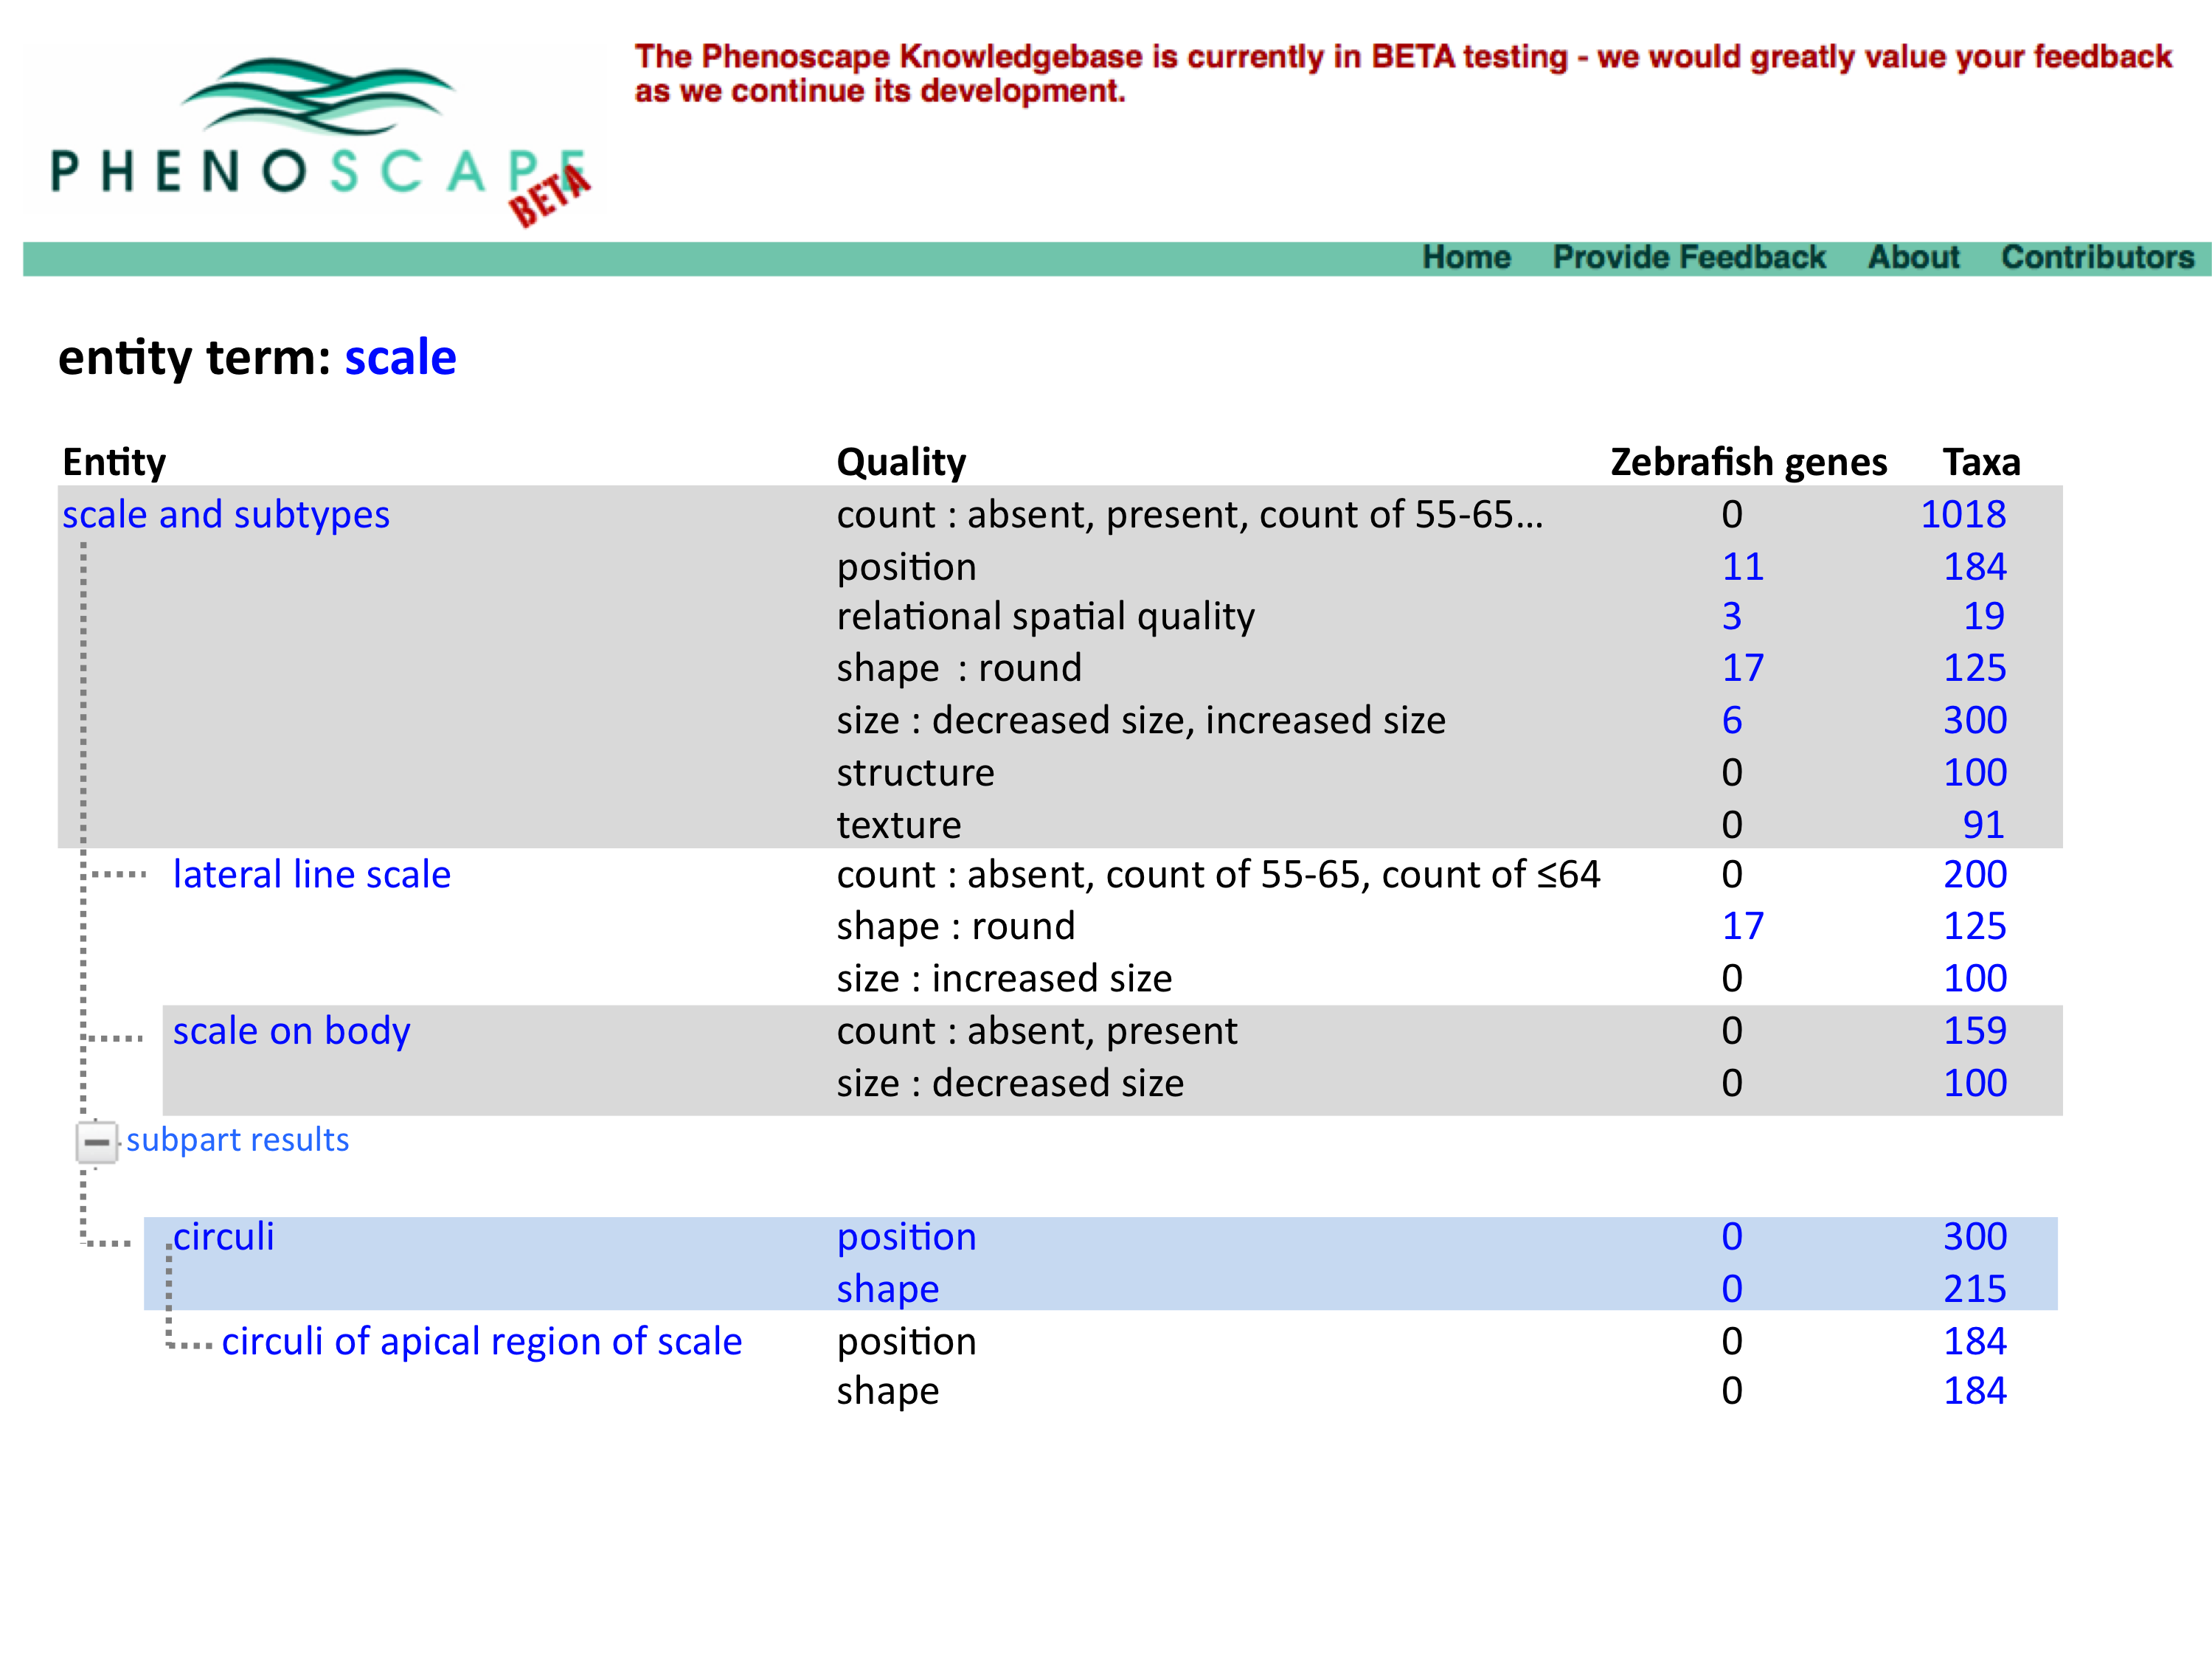 The Phenoscape Knowledgebase is currently in BETA testing - we would greatly value your feedback
as we continue its development.
PHENOSCAPE
BETA
Home Provide Feedback About Contributors
entity term: scale
Entity Quality Zebrafish genes Taxa
scale and subtypes count : absent, present, count of 55-65... 0 1018
position 11 184
relational spatial quality 3 19
shape : round 17 125
size : decreased size, increased size 6 300
structure 0 100
texture 0 91
lateral line scale count : absent, count of 55-65, count of ≤64 0 200
shape : round 17 125
size : increased size 0 100
scale on body count : absent, present 0 159
size : decreased size 0 100
subpart results
circuli position 0 300
shape 0 215
circuli of apical region of scale position 0 184
shape 0 184